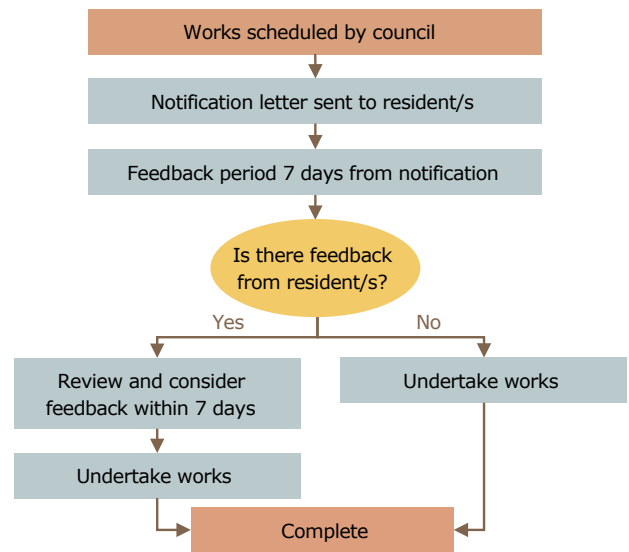 Works scheduled by council
Notification letter sent to resident/s
Feedback period 7 days from notification
Is there feedback
from resident/s?
Yes
No
Review and consider
feedback within 7 days
Undertake works
Undertake works
Complete